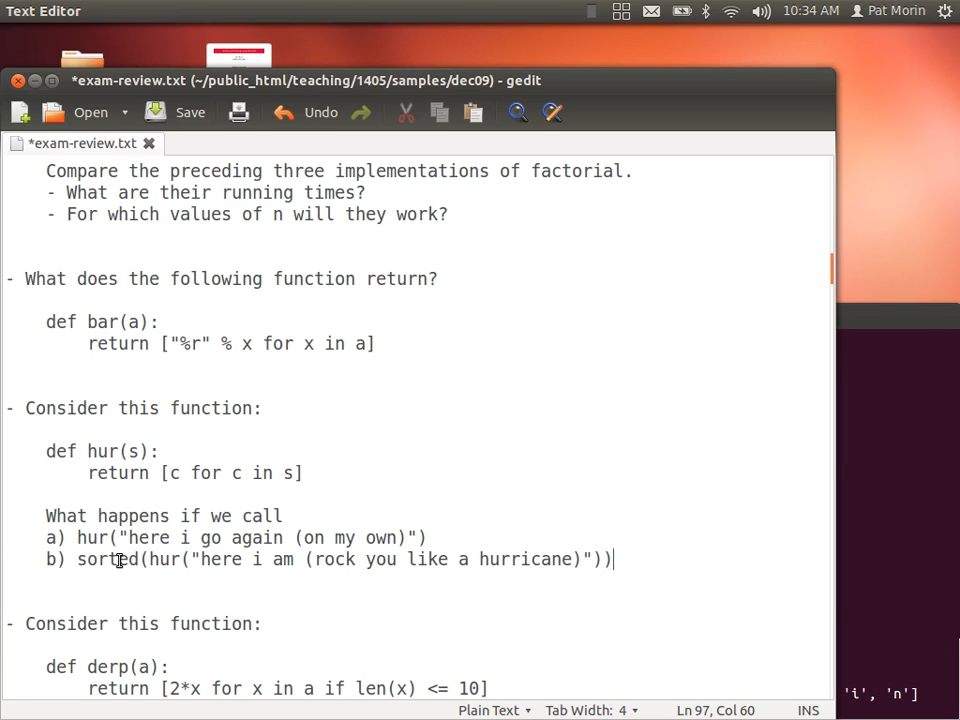 Text Editor
10:34 AM
Pat Morin
*exam-review.txt (~/public_html/teaching/1405/samples/dec09) - gedit
Open
Save
Undo
*exam-review.txt
Compare the preceding three implementations of factorial.
- What are their running times?
- For which values of n will they work?
- What does the following function return?
def bar(a):
return ["%r" % x for x in a]
- Consider this function:
def hur(s):
return [c for c in s]
What happens if we call
a) hur("here i go again (on my own)")
b) sorted(hur("here i am (rock you like a hurricane)"))
- Consider this function:
def derp(a):
return [2*x for x in a if len(x) <= 10]
'i', 'n']
Plain Text
Tab Width: 4
Ln 97, Col 60
INS